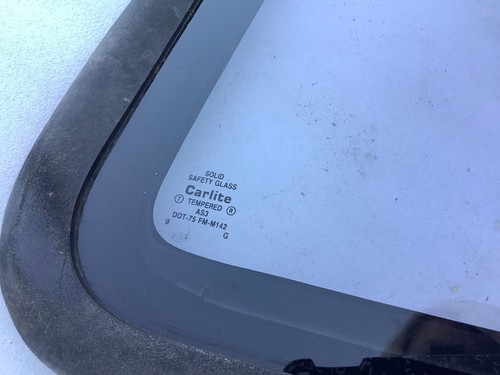 SOLID
SAFETY GLASS
Carlite
T TEMPERED R
AS3
DOT-75 FM-M142
9 G